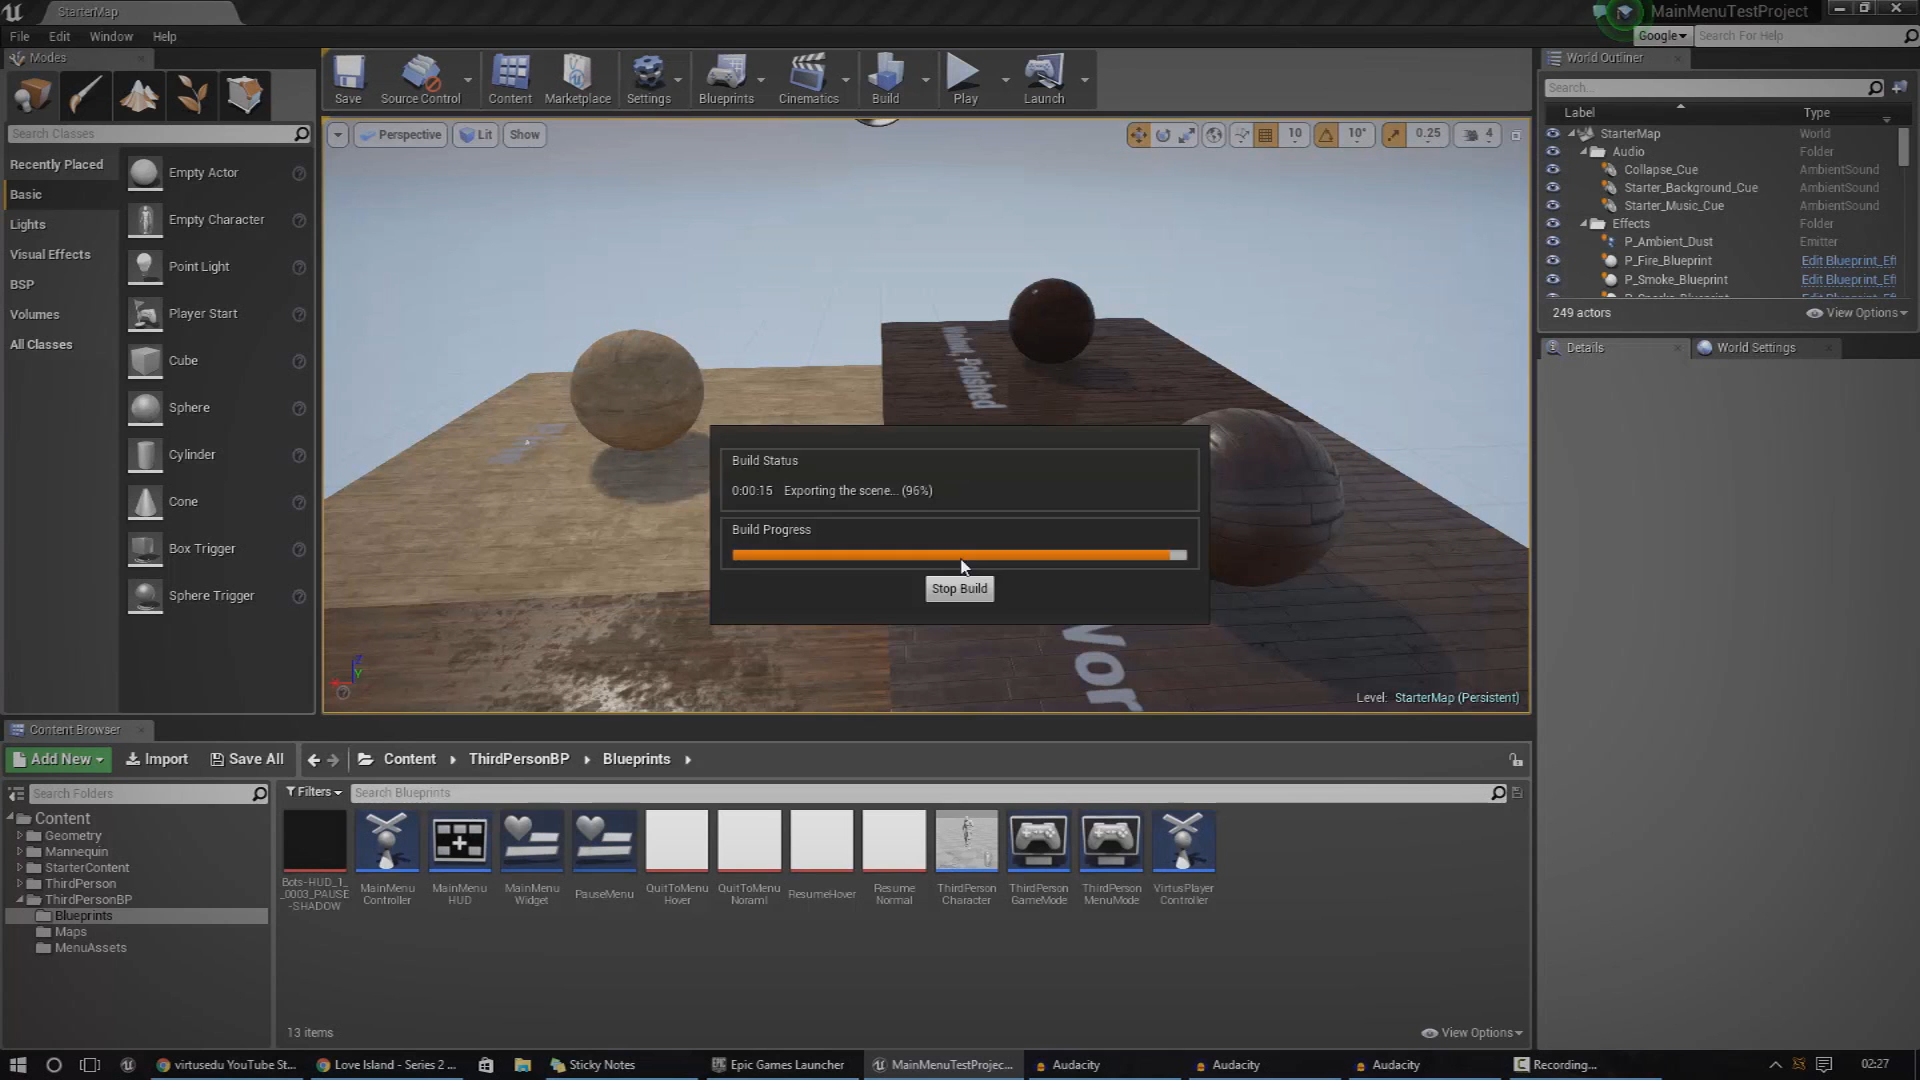 StarterMap
MainMenuTestProject
File Edit Window Help
Google
Search For Help
Modes
Search Classes
Recently Placed
Basic
Lights
Visual Effects
BSP
Volumes
All Classes
Empty Actor
Empty Character
Point Light
Player Start
Cube
Sphere
Cylinder
Cone
Box Trigger
Sphere Trigger
Save
Source Control
Content
Marketplace
Settings
Blueprints
Cinematics
Build
Play
Launch
Perspective
Lit
Show
10
10°
0.25
4
Walnut, Polished
Wor
Build Status
0:00:15 Exporting the scene... (96%)
Build Progress
Stop Build
Level: StarterMap (Persistent)
World Outliner
Search...
Label Type
StarterMap World
Audio Folder
Collapse_Cue AmbientSound
Starter_Background_Cue AmbientSound
Starter_Music_Cue AmbientSound
Effects Folder
P_Ambient_Dust Emitter
P_Fire_Blueprint Edit Blueprint_Eff
P_Smoke_Blueprint Edit Blueprint_Eff
249 actors
View Options
Details
World Settings
Content Browser
Add New
Import
Save All
Content
ThirdPersonBP
Blueprints
Search Folders
Filters
Search Blueprints
Content
Geometry
Mannequin
StarterContent
ThirdPerson
ThirdPersonBP
Blueprints
Maps
MenuAssets
Bots-HUD_1_
_0003_PAUSE
-SHADOW
MainMenu
Controller
MainMenu
HUD
MainMenu
Widget
PauseMenu
QuitToMenu
Hover
QuitToMenu
Noraml
ResumeHover
Resume
Normal
ThirdPerson
Character
ThirdPerson
GameMode
ThirdPerson
MenuMode
VirtusPlayer
Controller
13 items
View Options
virtusedu YouTube St...
Love Island - Series 2 ...
Sticky Notes
Epic Games Launcher
MainMenuTestProjec...
Audacity
Audacity
Audacity
Recording...
02:27